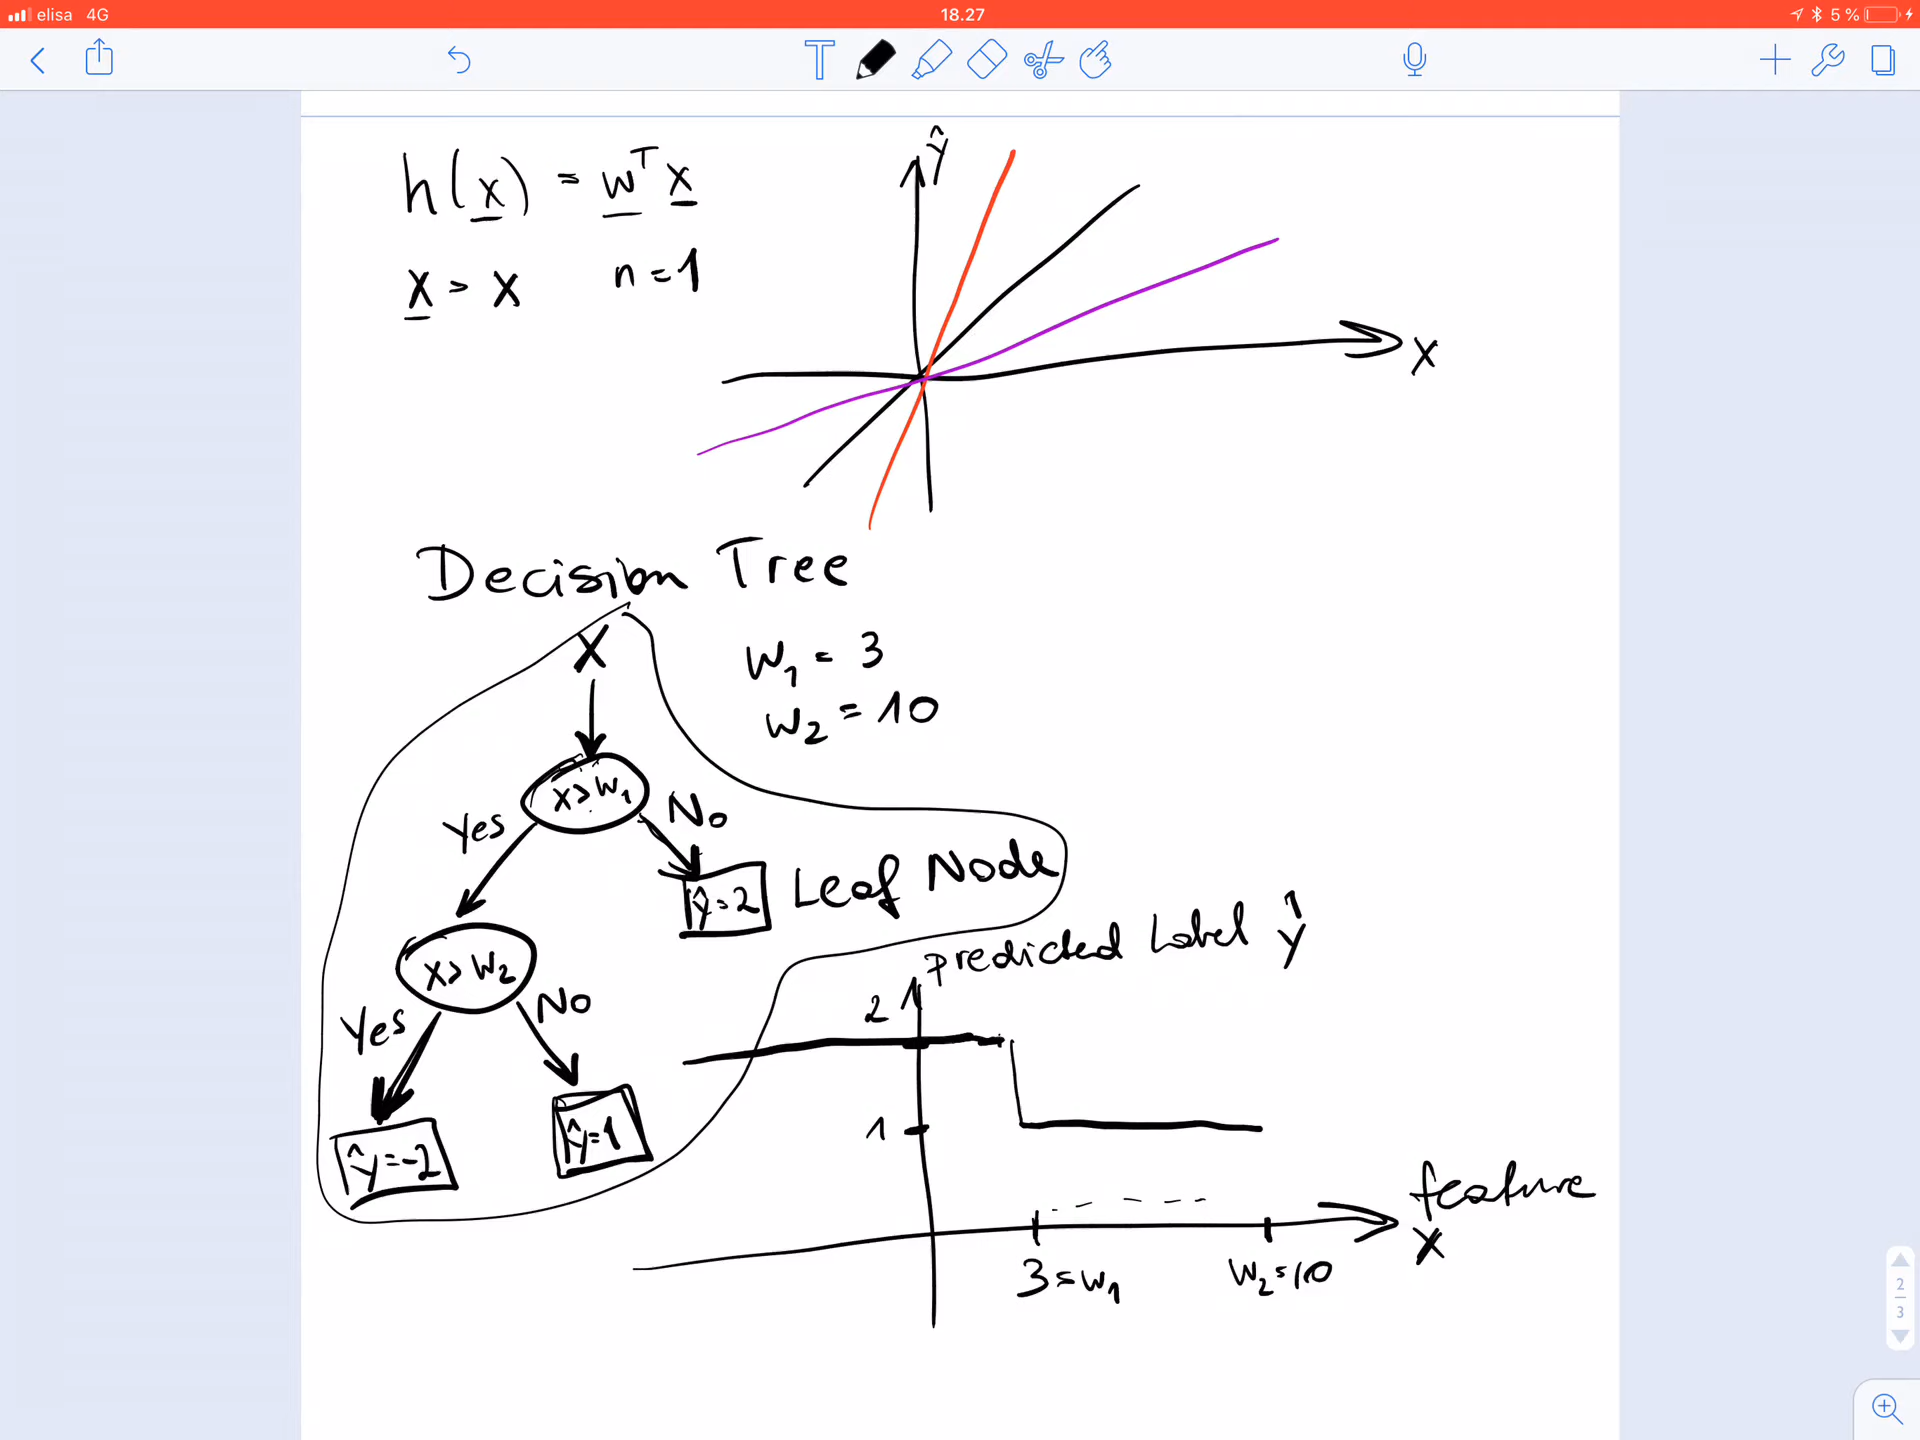 elisa 4G 18.27 5 %
h(x) = wᵀ x
ŷ
x = x n=1
x
Decision Tree
X
W₁ = 3
W₂ = 10
x>W₁
Yes No
ŷ=2 Leaf Node
x>W₂
Yes No
ŷ=-2 ŷ=1
Predicted Label ŷ
2
1
feature
x
3=W₁ W₂=10
2
3